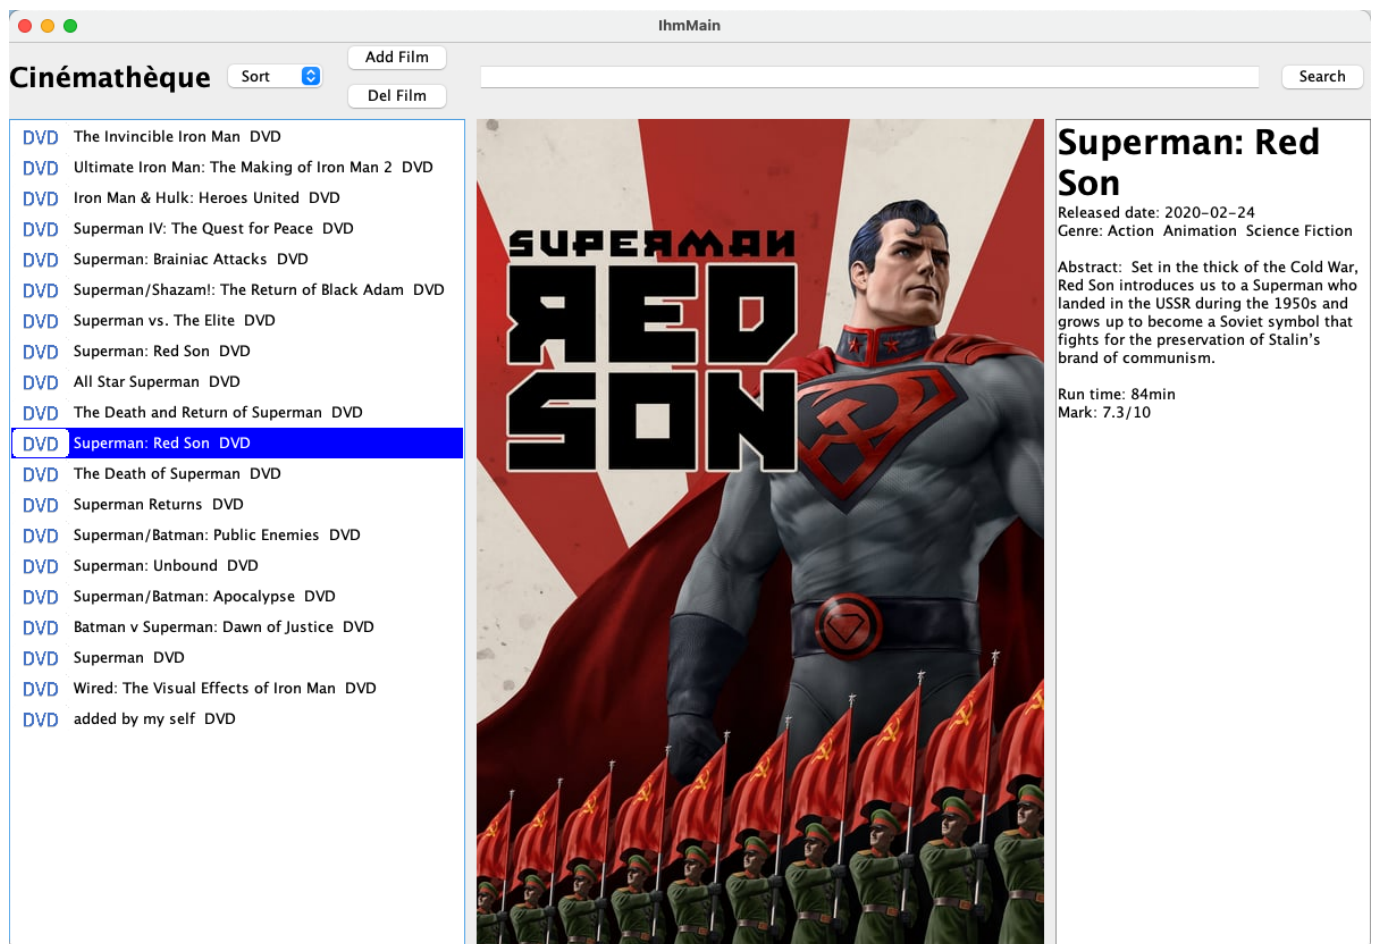 IhmMain
Cinémathèque
Sort
Add Film
Del Film
Search
DVD The Invincible Iron Man DVD
DVD Ultimate Iron Man: The Making of Iron Man 2 DVD
DVD Iron Man & Hulk: Heroes United DVD
DVD Superman IV: The Quest for Peace DVD
DVD Superman: Brainiac Attacks DVD
DVD Superman/Shazam!: The Return of Black Adam DVD
DVD Superman vs. The Elite DVD
DVD Superman: Red Son DVD
DVD All Star Superman DVD
DVD The Death and Return of Superman DVD
DVD Superman: Red Son DVD
DVD The Death of Superman DVD
DVD Superman Returns DVD
DVD Superman/Batman: Public Enemies DVD
DVD Superman: Unbound DVD
DVD Superman/Batman: Apocalypse DVD
DVD Batman v Superman: Dawn of Justice DVD
DVD Superman DVD
DVD Wired: The Visual Effects of Iron Man DVD
DVD added by my self DVD
SUPERMAN
RED
SON
Superman: Red
Son
Released date: 2020-02-24
Genre: Action Animation Science Fiction
Abstract: Set in the thick of the Cold War,
Red Son introduces us to a Superman who
landed in the USSR during the 1950s and
grows up to become a Soviet symbol that
fights for the preservation of Stalin's
brand of communism.
Run time: 84min
Mark: 7.3/10